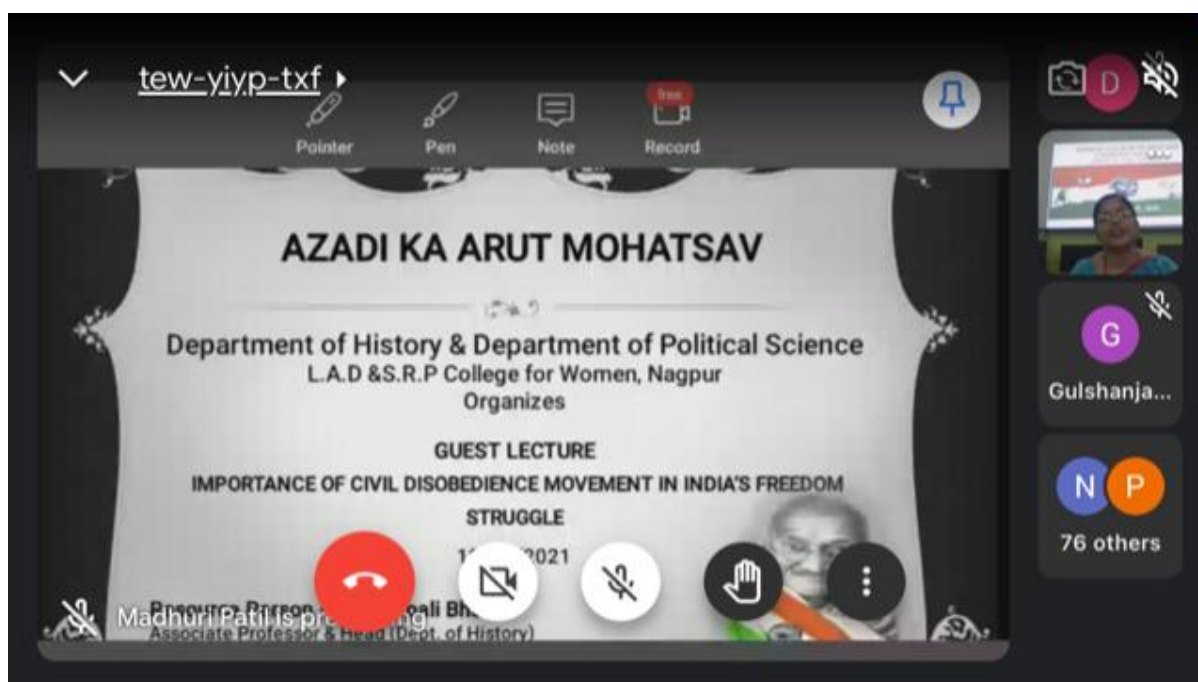 tew-yiyp-txf
D
Pointer
Pen
Note
free
Record
AZADI KA ARUT MOHATSAV
Department of History & Department of Political Science
L.A.D &S.R.P College for Women, Nagpur
Organizes
GUEST LECTURE
IMPORTANCE OF CIVIL DISOBEDIENCE MOVEMENT IN INDIA'S FREEDOM
STRUGGLE
2021
Madhuri Patil is
Associate Professor & Head (Dept. of History)
G
Gulshanja...
N
P
76 others